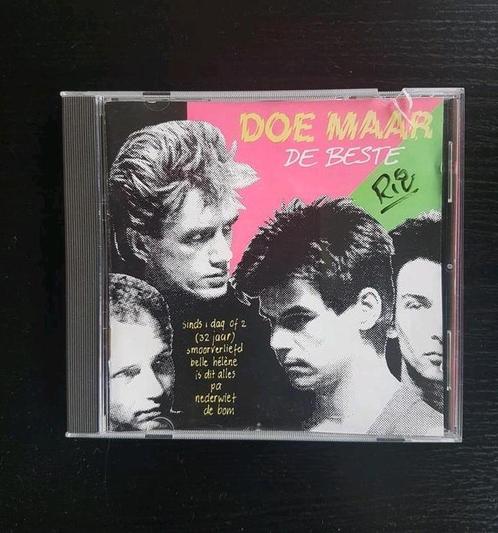 DOE MAAR
DE BESTE
Rie
sinds 1 dag of 2
(32 jaar)
smoorverliefd
belle hélène
is dit alles
pa
nederwiet
de bom